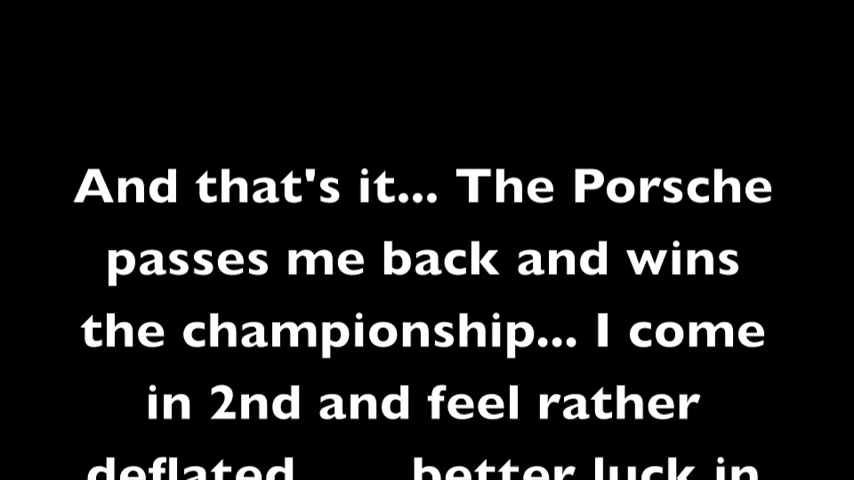 And that's it... The Porsche
passes me back and wins
the championship... I come
in 2nd and feel rather
deflated better luck in